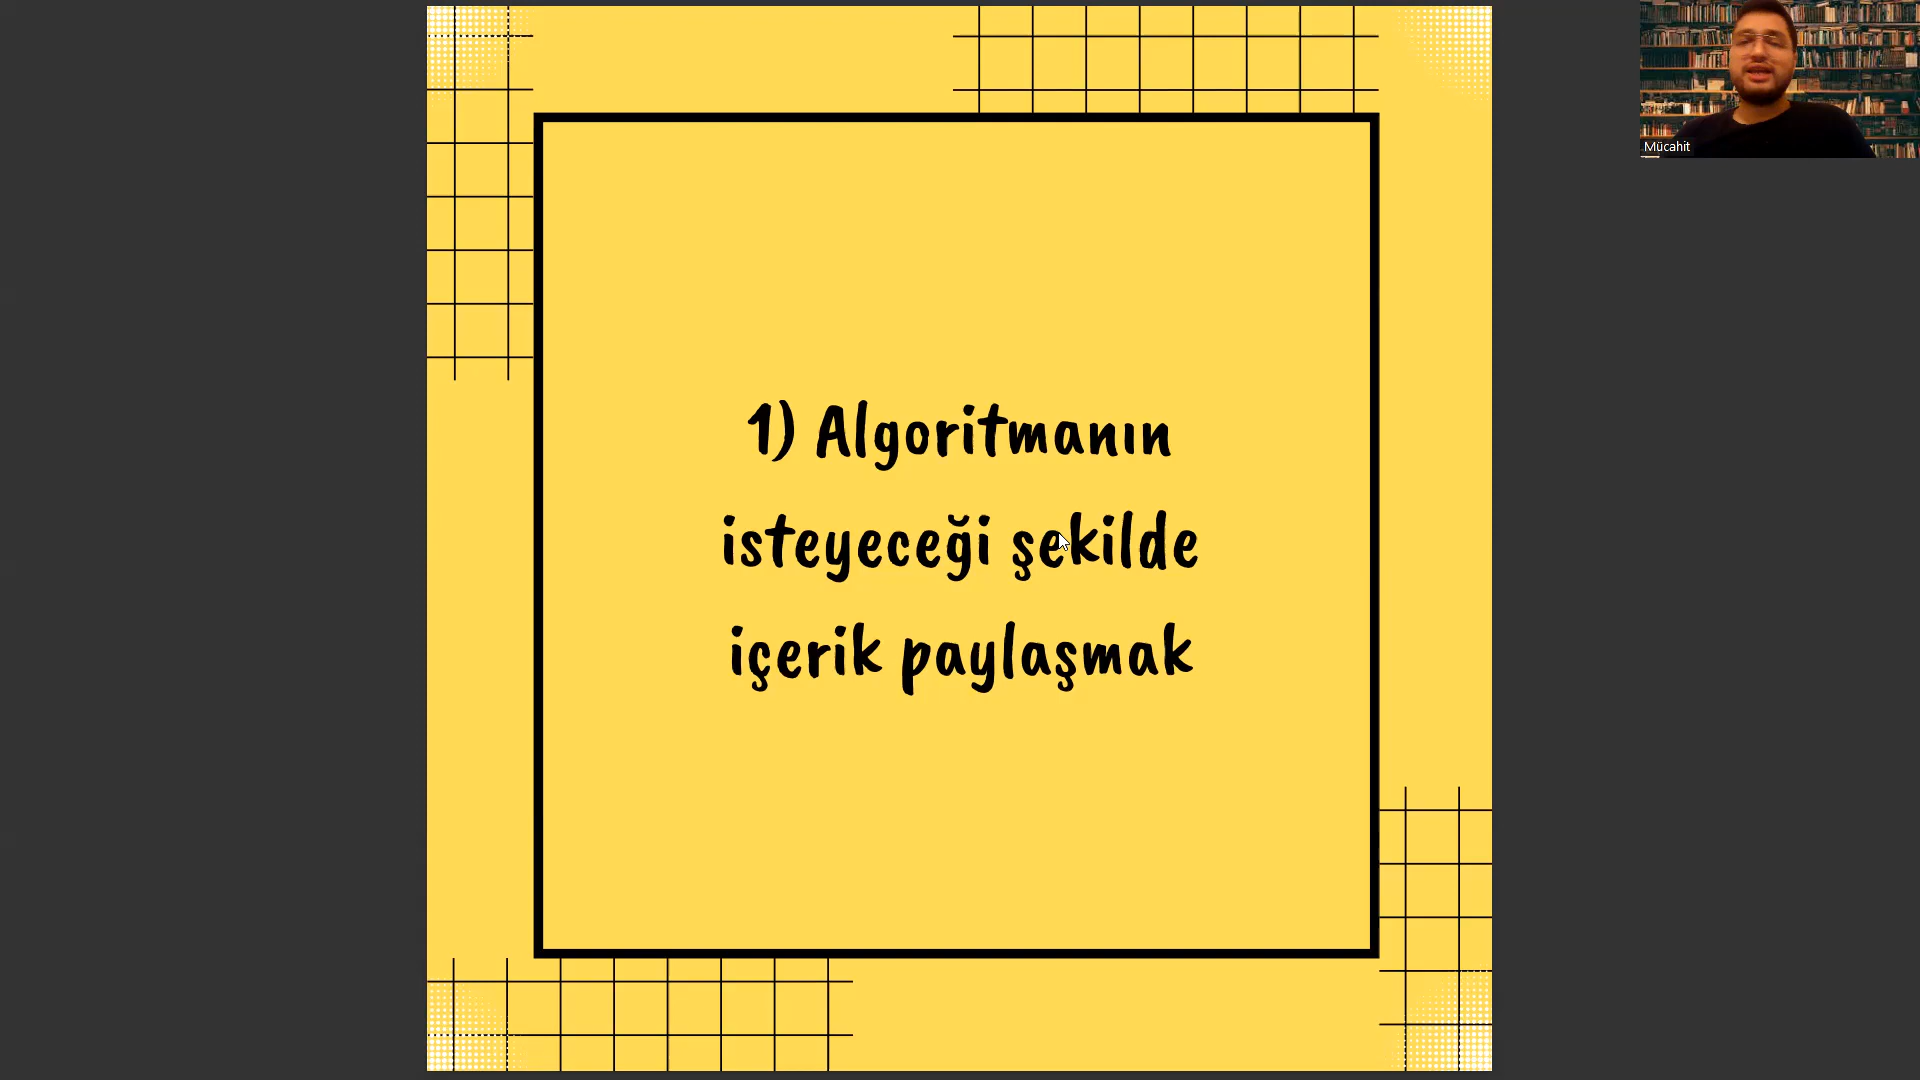 Mücahit
1) Algoritmanın
isteyeceği şekilde
içerik paylaşmak